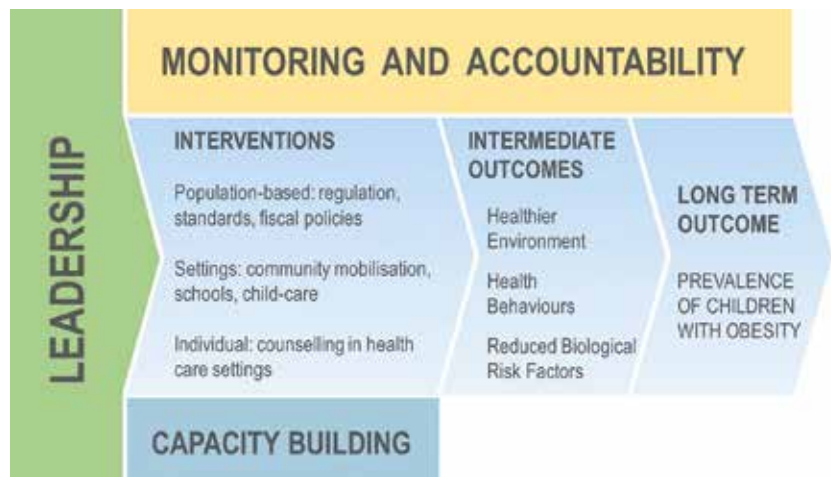 LEADERSHIP
MONITORING AND ACCOUNTABILITY
INTERVENTIONS
Population-based: regulation,
standards, fiscal policies
Settings: community mobilisation,
schools, child-care
Individual: counselling in health
care settings
INTERMEDIATE
OUTCOMES
Healthier
Environment
Health
Behaviours
Reduced Biological
Risk Factors
LONG TERM
OUTCOME
PREVALENCE
OF CHILDREN
WITH OBESITY
CAPACITY BUILDING